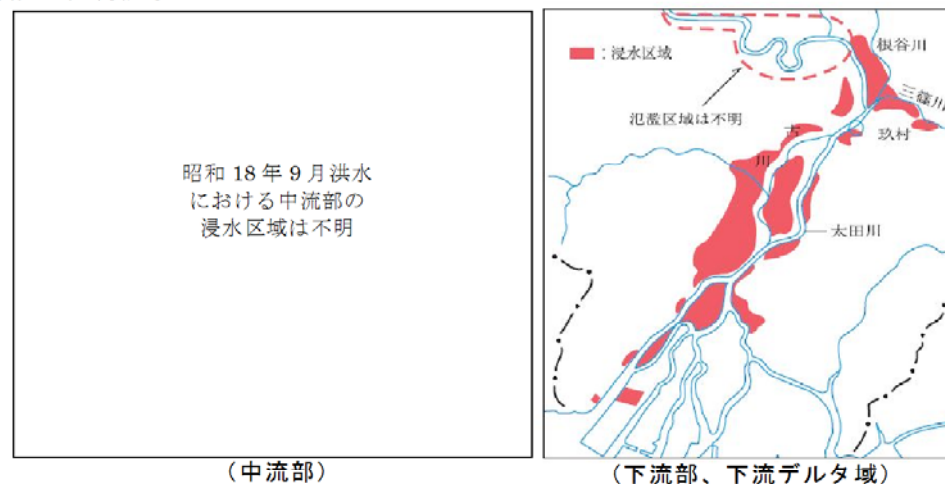 昭和 18 年 9 月洪水
における中流部の
浸水区域は不明
(中流部)
：浸水区域
根谷川
三篠川
氾濫区域は不明
古
川
玖村
太田川
(下流部、下流デルタ域)